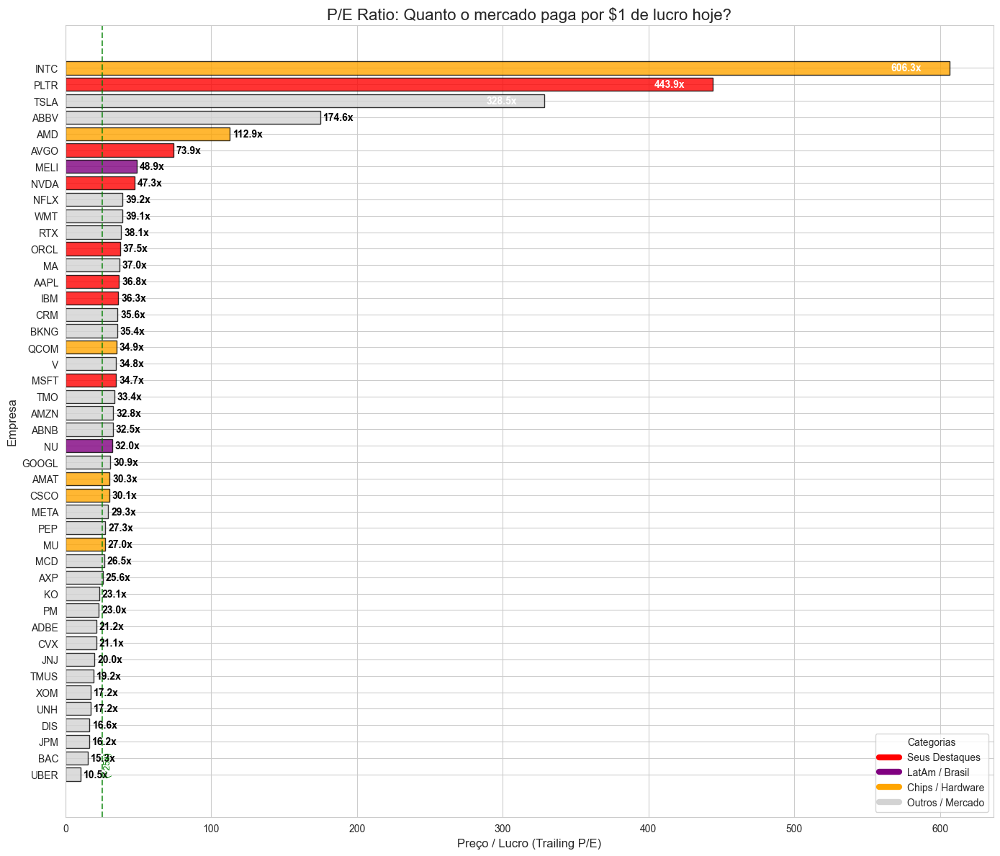 P/E Ratio: Quanto o mercado paga por $1 de lucro hoje?
INTC 606.3x
PLTR 443.9x
TSLA 328.5x
ABBV 174.6x
AMD 112.9x
AVGO 73.9x
MELI 48.9x
NVDA 47.3x
NFLX 39.2x
WMT 39.1x
RTX 38.1x
ORCL 37.5x
MA 37.0x
AAPL 36.8x
IBM 36.3x
CRM 35.6x
BKNG 35.4x
QCOM 34.9x
V 34.8x
MSFT 34.7x
TMO 33.4x
AMZN 32.8x
ABNB 32.5x
NU 32.0x
GOOGL 30.9x
AMAT 30.3x
CSCO 30.1x
META 29.3x
PEP 27.3x
MU 27.0x
MCD 26.5x
AXP 25.6x
KO 23.1x
PM 23.0x
ADBE 21.2x
CVX 21.1x
JNJ 20.0x
TMUS 19.2x
XOM 17.2x
UNH 17.2x
DIS 16.6x
JPM 16.2x
BAC 15.3x
UBER 10.5x
Empresa
0 100 200 300 400 500 600
Preço / Lucro (Trailing P/E)
Categorias
Seus Destaques
LatAm / Brasil
Chips / Hardware
Outros / Mercado